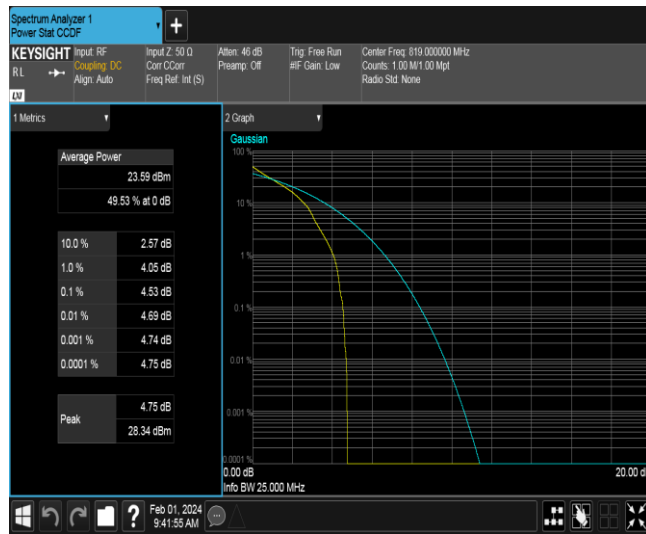 Spectrum Analyzer 1
Power Stat CCDF
+
KEYSIGHT
RL
LXI
Input: RF
Coupling: DC
Align: Auto
Input Z: 50 Ω
Corr CCorr
Freq Ref: Int (S)
Atten: 46 dB
Preamp: Off
Trig: Free Run
#IF Gain: Low
Center Freq: 819.000000 MHz
Counts: 1.00 M/1.00 Mpt
Radio Std: None
1 Metrics
Average Power
23.59 dBm
49.53 % at 0 dB
10.0 % 2.57 dB
1.0 % 4.05 dB
0.1 % 4.53 dB
0.01 % 4.69 dB
0.001 % 4.74 dB
0.0001 % 4.75 dB
Peak
4.75 dB
28.34 dBm
2 Graph
Gaussian
100 %
10 %
1 %
0.1 %
0.01 %
0.001 %
0.0001 %
0.00 dB
20.00 d
Info BW 25.000 MHz
?
Feb 01, 2024
9:41:55 AM